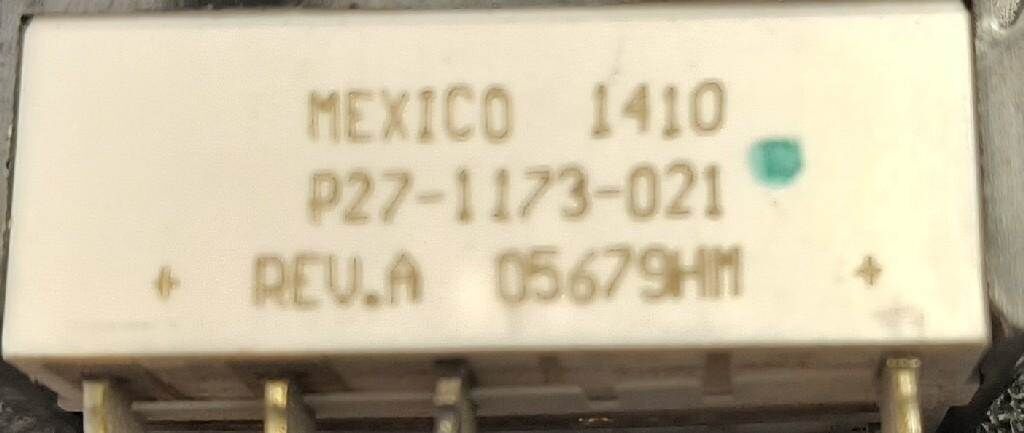 MEXICO 1410
P27-1173-021
+ REV.A 05679HM +